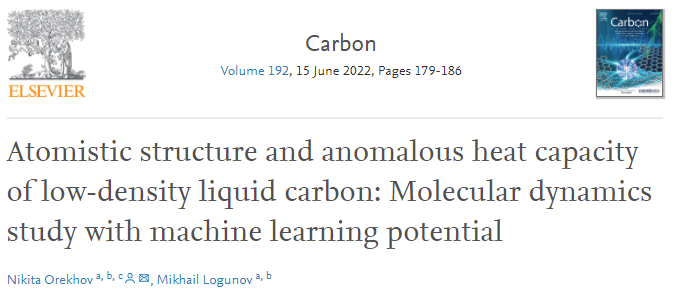 ELSEVIER
Carbon
Volume 192, 15 June 2022, Pages 179-186
Carbon
Atomistic structure and anomalous heat capacity
of low-density liquid carbon: Molecular dynamics
study with machine learning potential
Nikita Orekhov a, b, c, Mikhail Logunov a, b